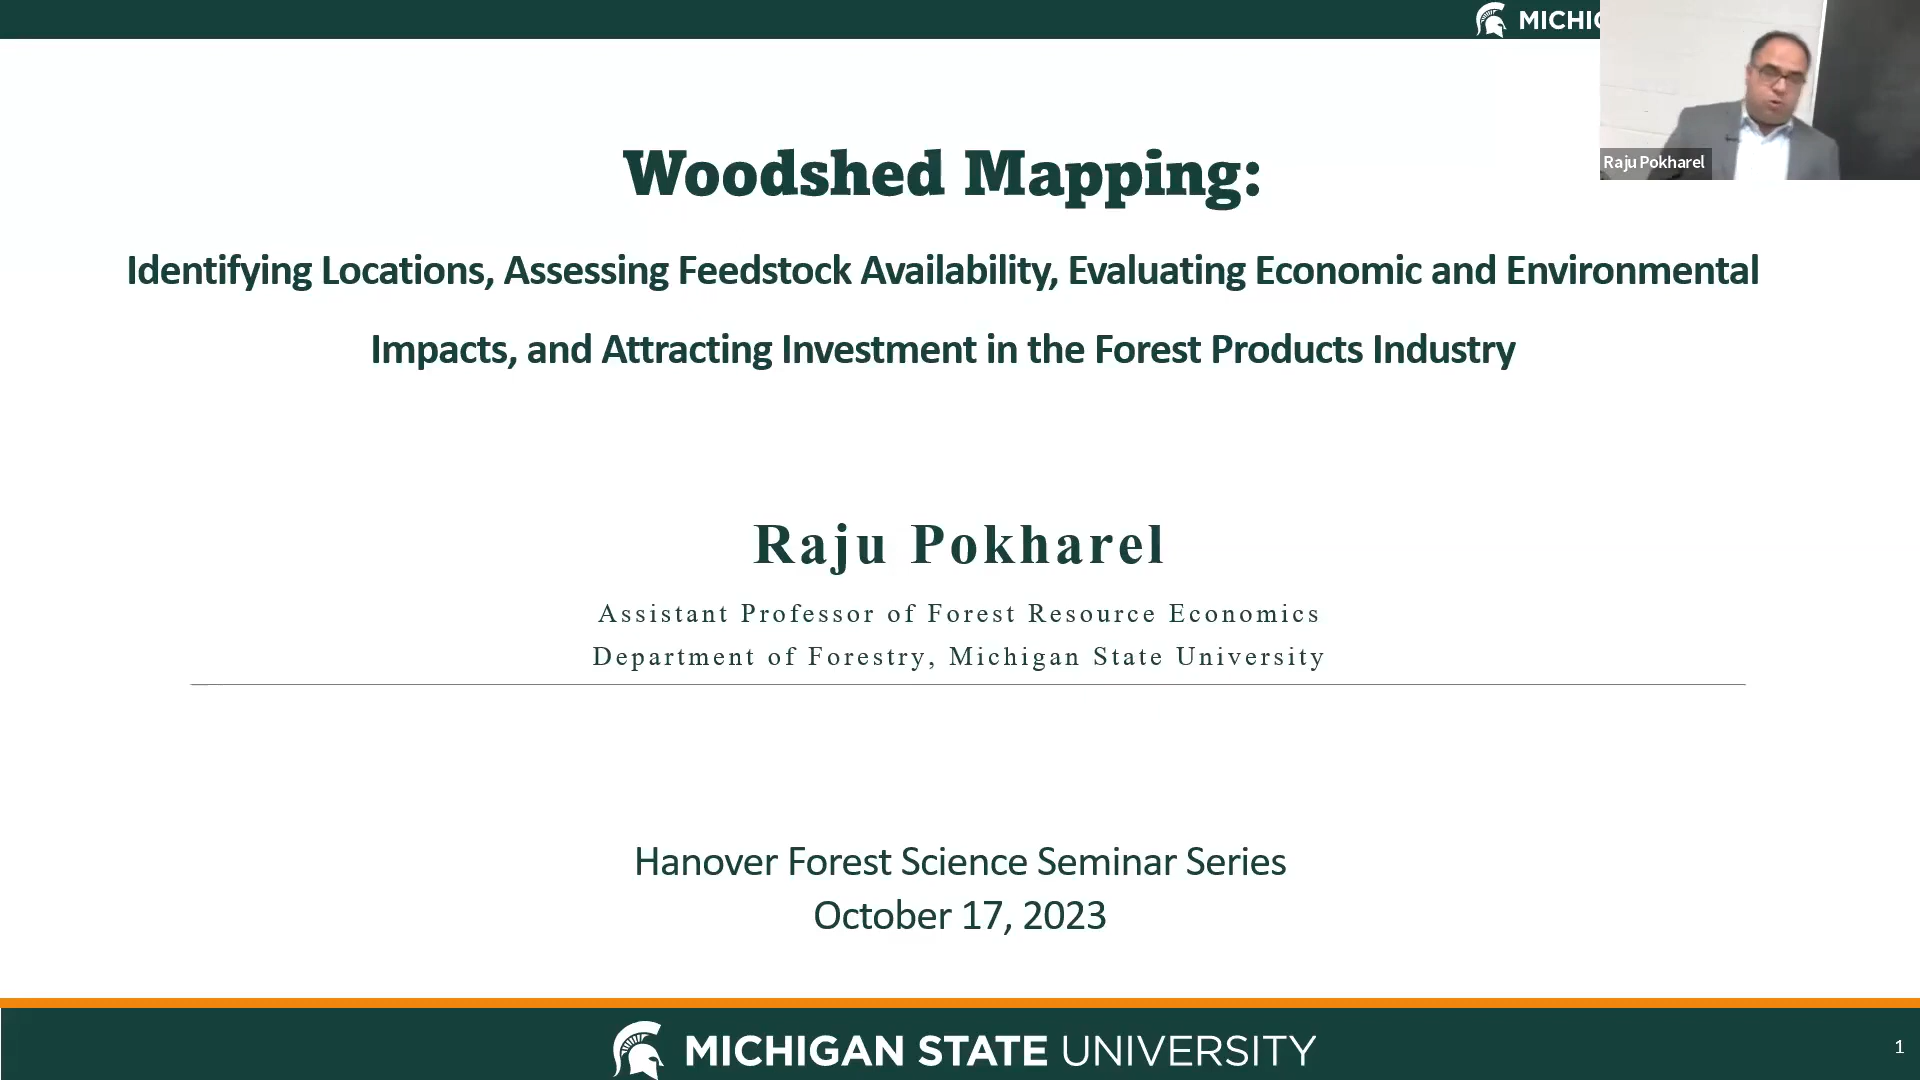 MICHIG
Raju Pokharel
Woodshed Mapping:
Identifying Locations, Assessing Feedstock Availability, Evaluating Economic and Environmental
Impacts, and Attracting Investment in the Forest Products Industry
Raju Pokharel
Assistant Professor of Forest Resource Economics
Department of Forestry, Michigan State University
Hanover Forest Science Seminar Series
October 17, 2023
MICHIGAN STATE UNIVERSITY
1